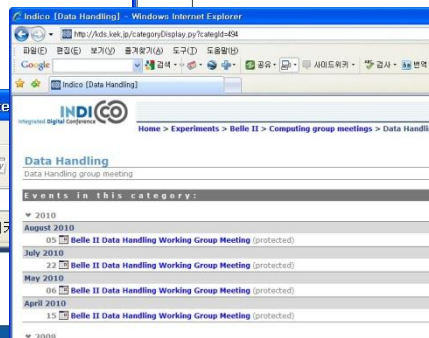 Indico [Data Handling] - Windows Internet Explorer
http://kds.kek.jp/categoryDisplay.py?categId=494
파일(F) 편집(E) 보기(V) 즐겨찾기(A) 도구(T) 도움말(H)
Google 검색 공유 사이드위키 검사 번역
Indico [Data Handling]
INDICO
Integrated Digital Conference
Home > Experiments > Belle II > Computing group meetings > Data Handli
Data Handling
Data Handling group meeting
Events in this category:
2010
August 2010
05 Belle II Data Handling Working Group Meeting (protected)
July 2010
22 Belle II Data Handling Working Group Meeting (protected)
May 2010
06 Belle II Data Handling Working Group Meeting (protected)
April 2010
15 Belle II Data Handling Working Group Meeting (protected)
2009